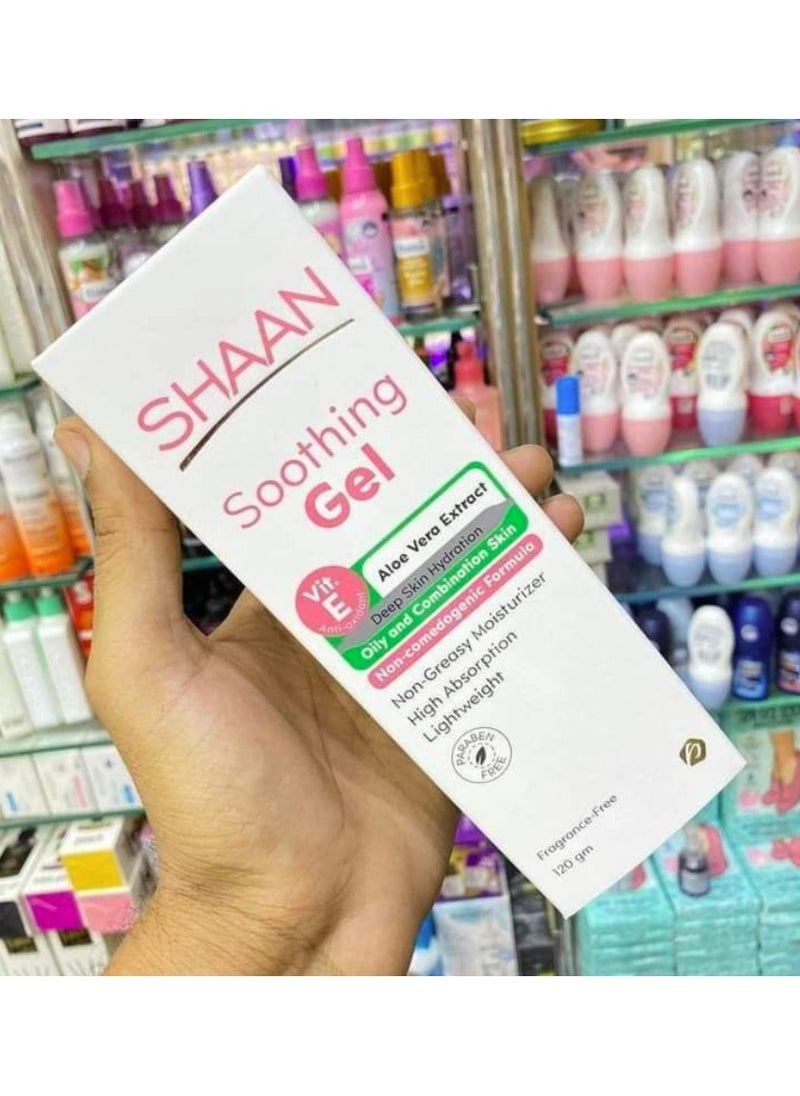 SHAAN
Soothing
Gel
Vit.
E
Anti-oxidant
Aloe Vera Extract
Deep Skin Hydration
Oily and Combination Skin
Non-comedogenic Formula
Non-Greasy Moisturizer
High Absorption
Lightweight
PARABEN
FREE
Fragrance-Free
120 gm